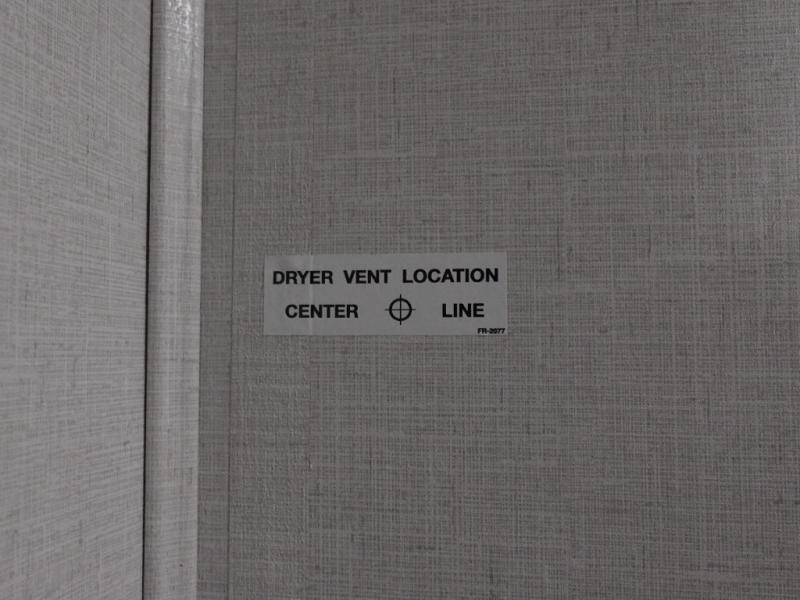 DRYER VENT LOCATION
CENTER LINE
FR-2077